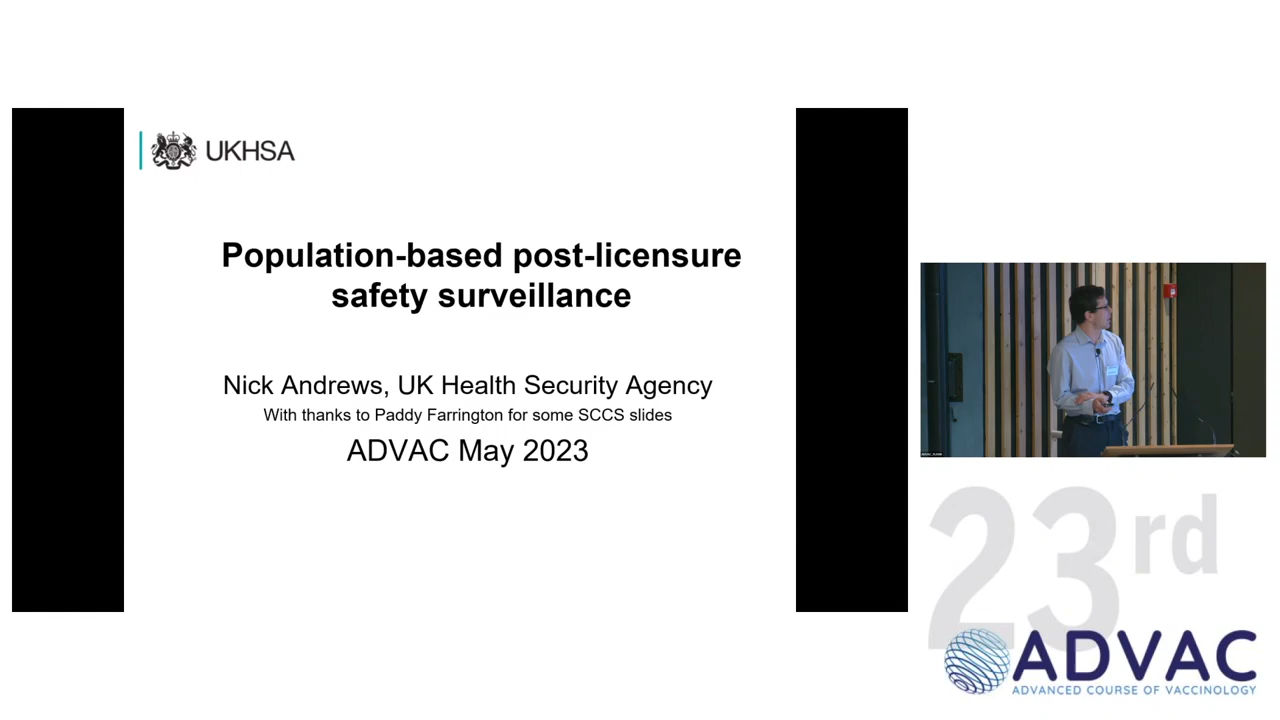 UKHSA
Population-based post-licensure
safety surveillance
Nick Andrews, UK Health Security Agency
With thanks to Paddy Farrington for some SCCS slides
ADVAC May 2023
23rd
ADVAC
ADVANCED COURSE OF VACCINOLOGY